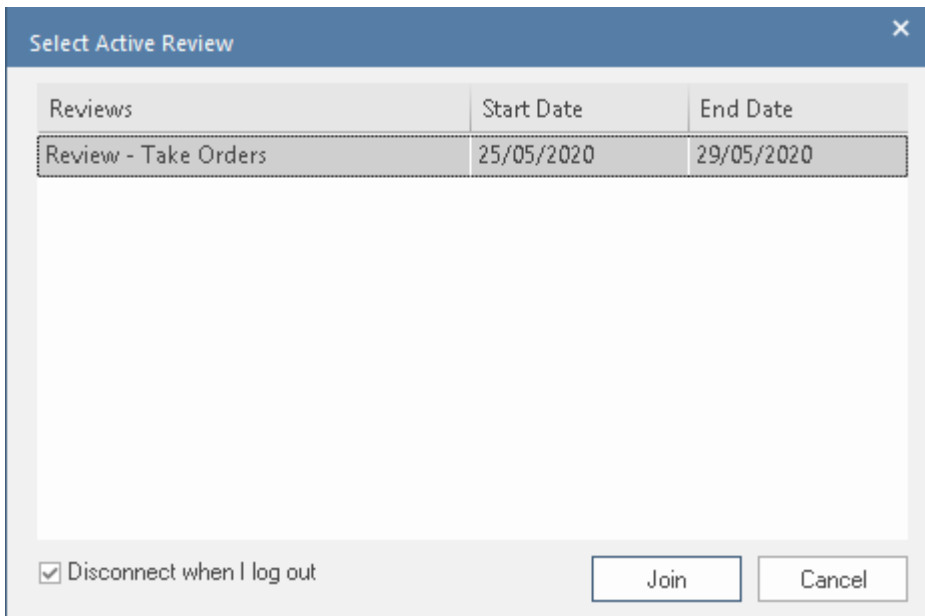 Select Active Review
Reviews Start Date End Date
Review - Take Orders 25/05/2020 29/05/2020
Disconnect when I log out
Join Cancel